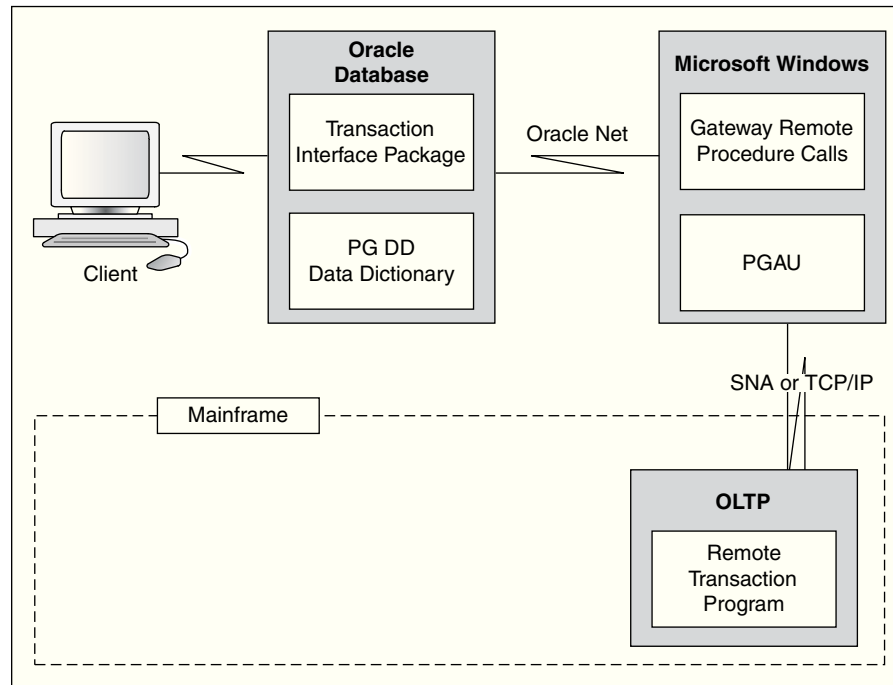 Oracle
Database
Transaction
Interface Package
PG DD
Data Dictionary
Client
Oracle Net
Microsoft Windows
Gateway Remote
Procedure Calls
PGAU
SNA or TCP/IP
Mainframe
OLTP
Remote
Transaction
Program